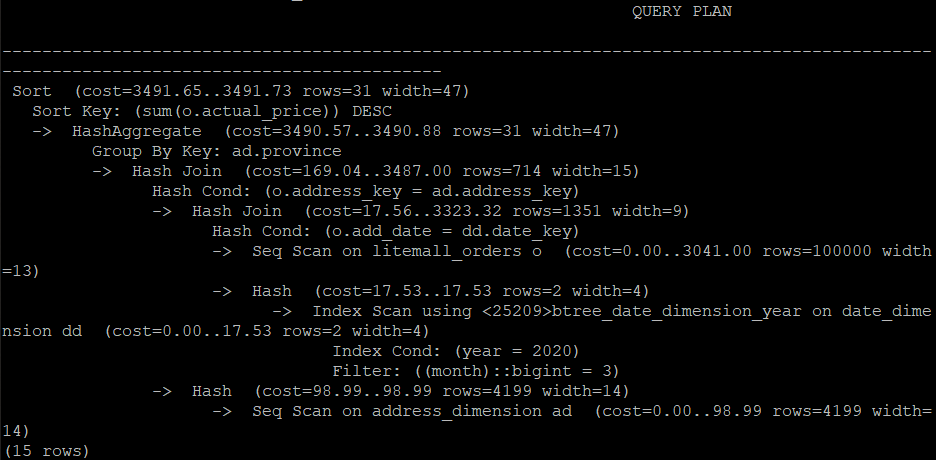 QUERY PLAN
---------------------------------------------------------------------------------------------
--------------------------------------------
Sort  (cost=3491.65..3491.73 rows=31 width=47)
Sort Key: (sum(o.actual_price)) DESC
->  HashAggregate  (cost=3490.57..3490.88 rows=31 width=47)
Group By Key: ad.province
->  Hash Join  (cost=169.04..3487.00 rows=714 width=15)
Hash Cond: (o.address_key = ad.address_key)
->  Hash Join  (cost=17.56..3323.32 rows=1351 width=9)
Hash Cond: (o.add_date = dd.date_key)
->  Seq Scan on litemall_orders o  (cost=0.00..3041.00 rows=100000 width
=13)
->  Hash  (cost=17.53..17.53 rows=2 width=4)
->  Index Scan using <25209>btree_date_dimension_year on date_dime
nsion dd  (cost=0.00..17.53 rows=2 width=4)
Index Cond: (year = 2020)
Filter: ((month)::bigint = 3)
->  Hash  (cost=98.99..98.99 rows=4199 width=14)
->  Seq Scan on address_dimension ad  (cost=0.00..98.99 rows=4199 width=
14)
(15 rows)